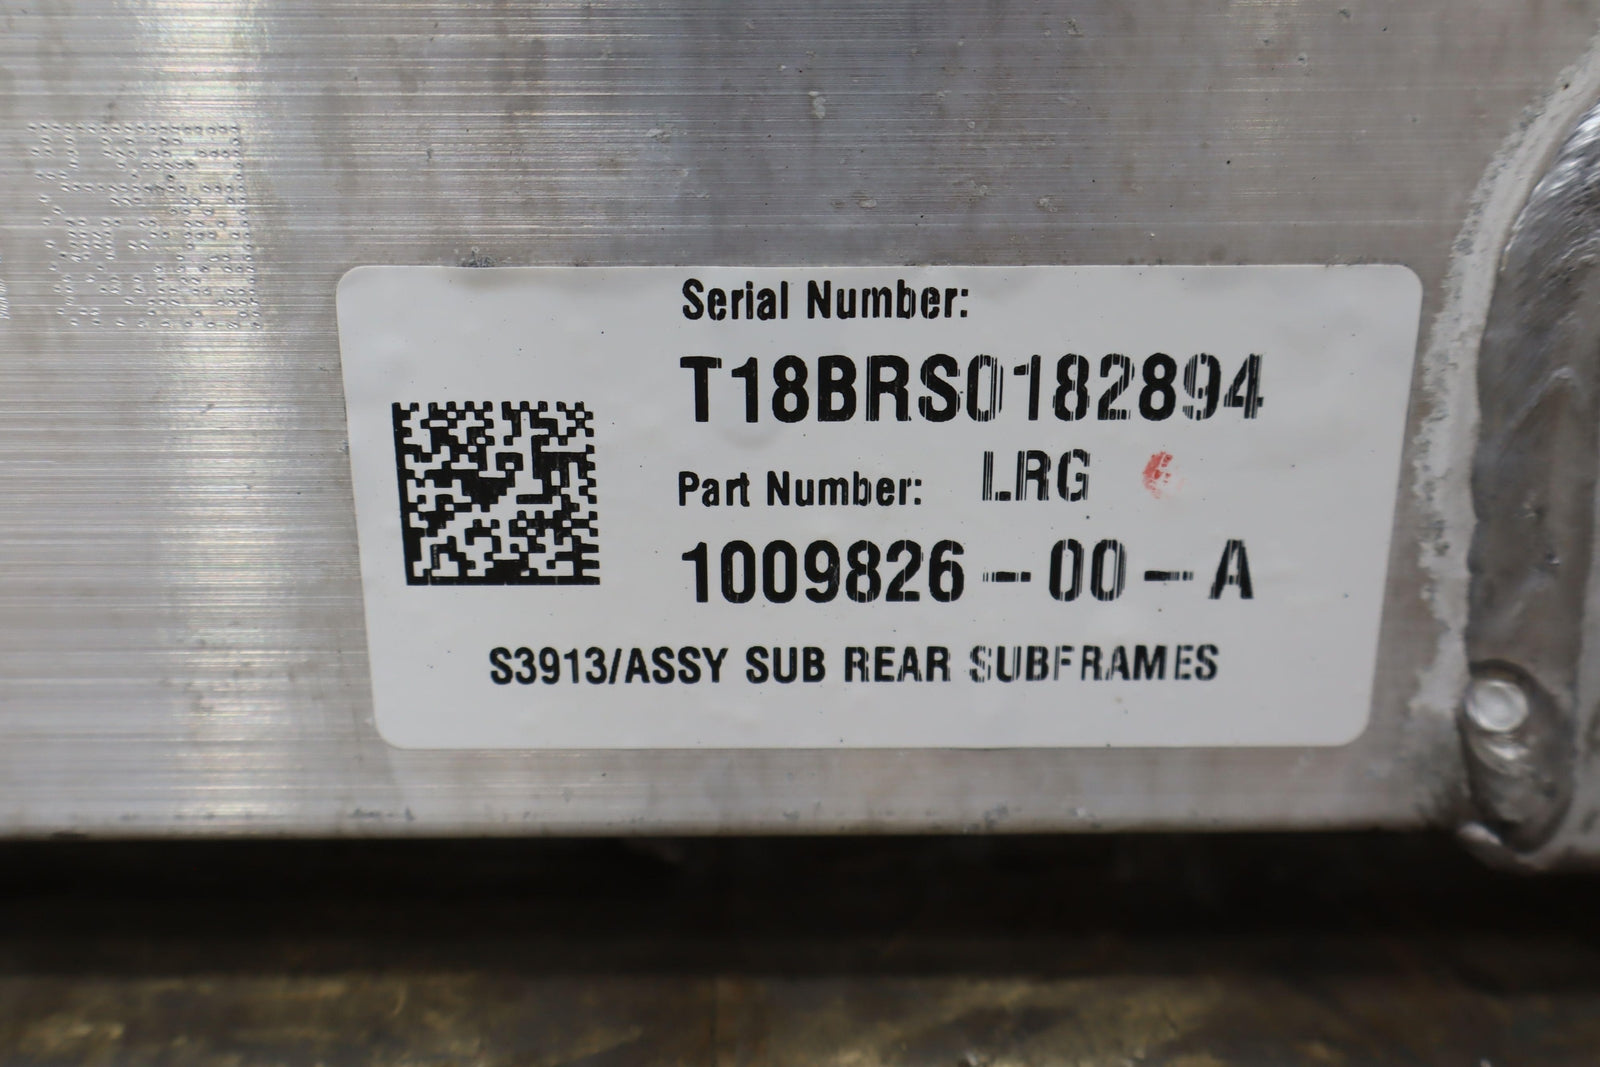 Serial Number:
T18BRS0182894
Part Number: LRG
1009826-00-A
S3913/ASSY SUB REAR SUBFRAMES